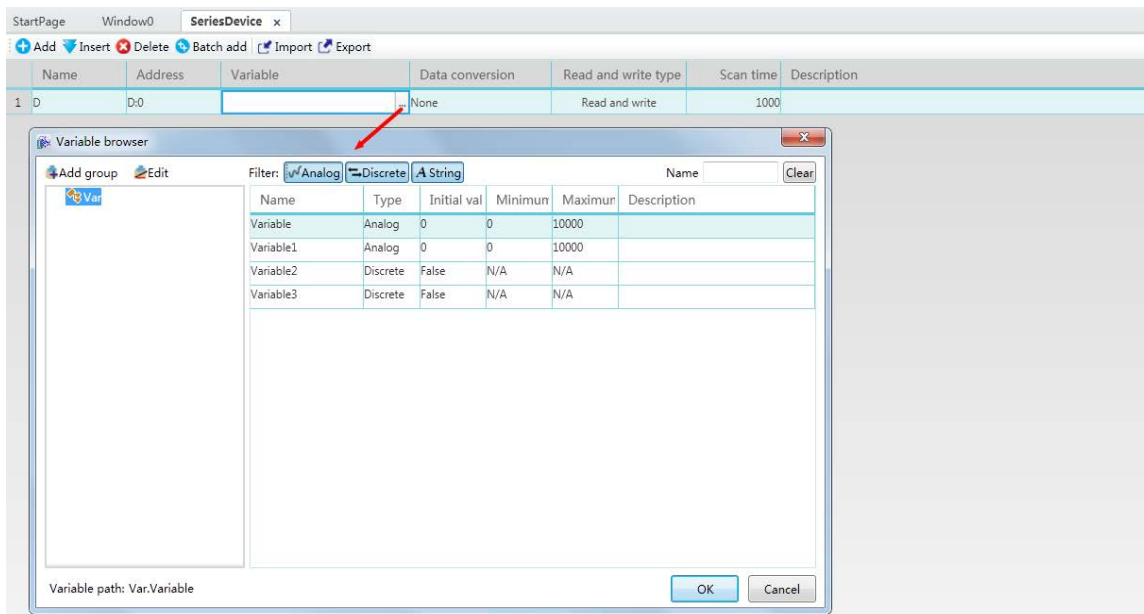 StartPage Window0 SeriesDevice x
Add Insert Delete Batch add Import Export
Name Address Variable Data conversion Read and write type Scan time Description
1 D D:0 ... None Read and write 1000
Variable browser x
Add group Edit Filter: Analog Discrete A String Name Clear
Var
Name Type Initial val Minimun Maximun Description
Variable Analog 0 0 10000
Variable1 Analog 0 0 10000
Variable2 Discrete False N/A N/A
Variable3 Discrete False N/A N/A
Variable path: Var.Variable OK Cancel